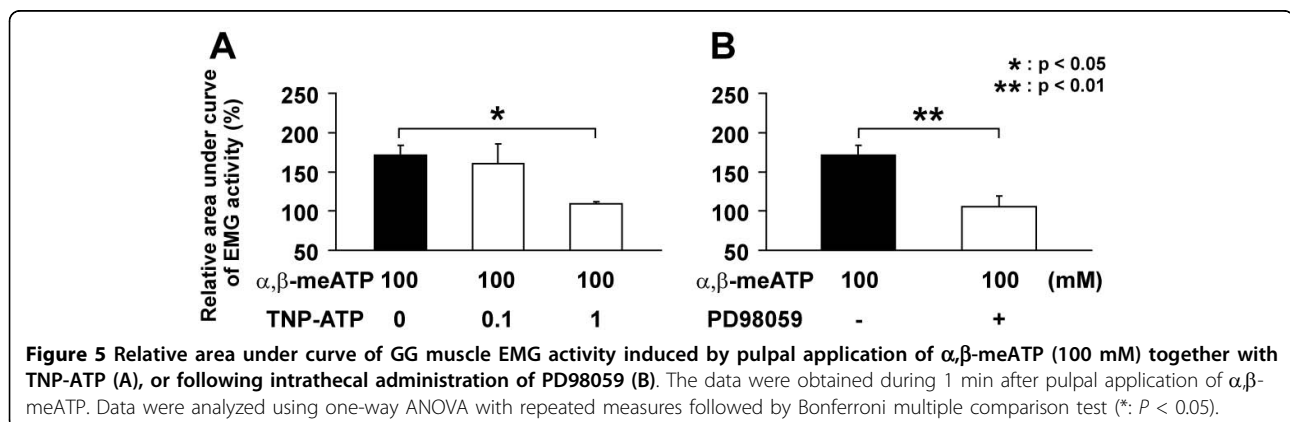 A
B
* : p < 0.05
** : p < 0.01
Relative area under curve
of EMG activity (%)
250
200
150
100
50
*
250
200
150
100
50
**
α,β-meATP 100 100 100
TNP-ATP 0 0.1 1
α,β-meATP 100 100 (mM)
PD98059 - +
Figure 5 Relative area under curve of GG muscle EMG activity induced by pulpal application of α,β-meATP (100 mM) together with
TNP-ATP (A), or following intrathecal administration of PD98059 (B). The data were obtained during 1 min after pulpal application of α,β-
meATP. Data were analyzed using one-way ANOVA with repeated measures followed by Bonferroni multiple comparison test (*: P < 0.05).